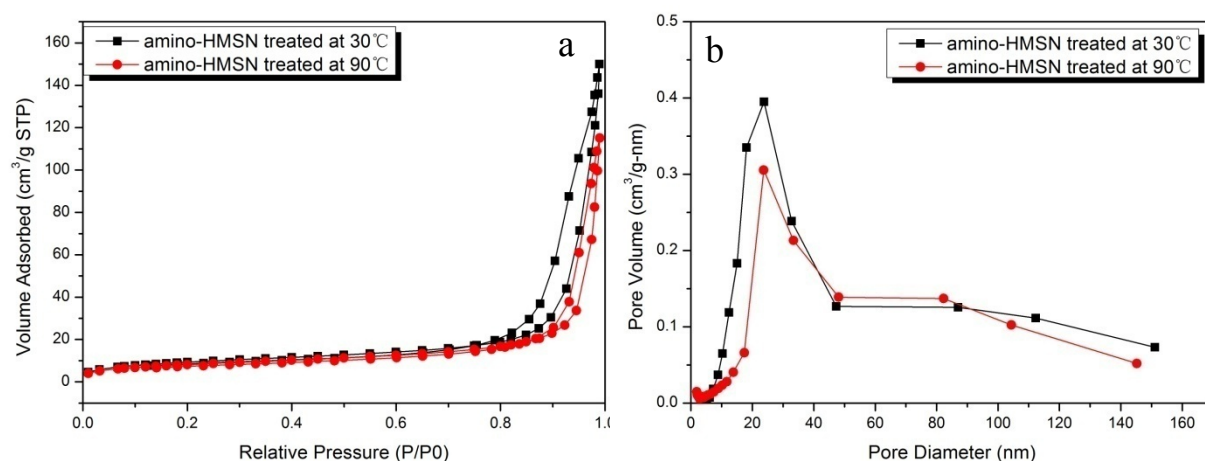 amino-HMSN treated at 30℃
amino-HMSN treated at 90℃
a
160
140
120
100
80
60
40
20
0
Volume Adsorbed (cm³/g STP)
0.0 0.2 0.4 0.6 0.8 1.0
Relative Pressure (P/P0)
amino-HMSN treated at 30℃
amino-HMSN treated at 90℃
b
0.5
0.4
0.3
0.2
0.1
0.0
Pore Volume (cm³/g-nm)
0 20 40 60 80 100 120 140 160
Pore Diameter (nm)